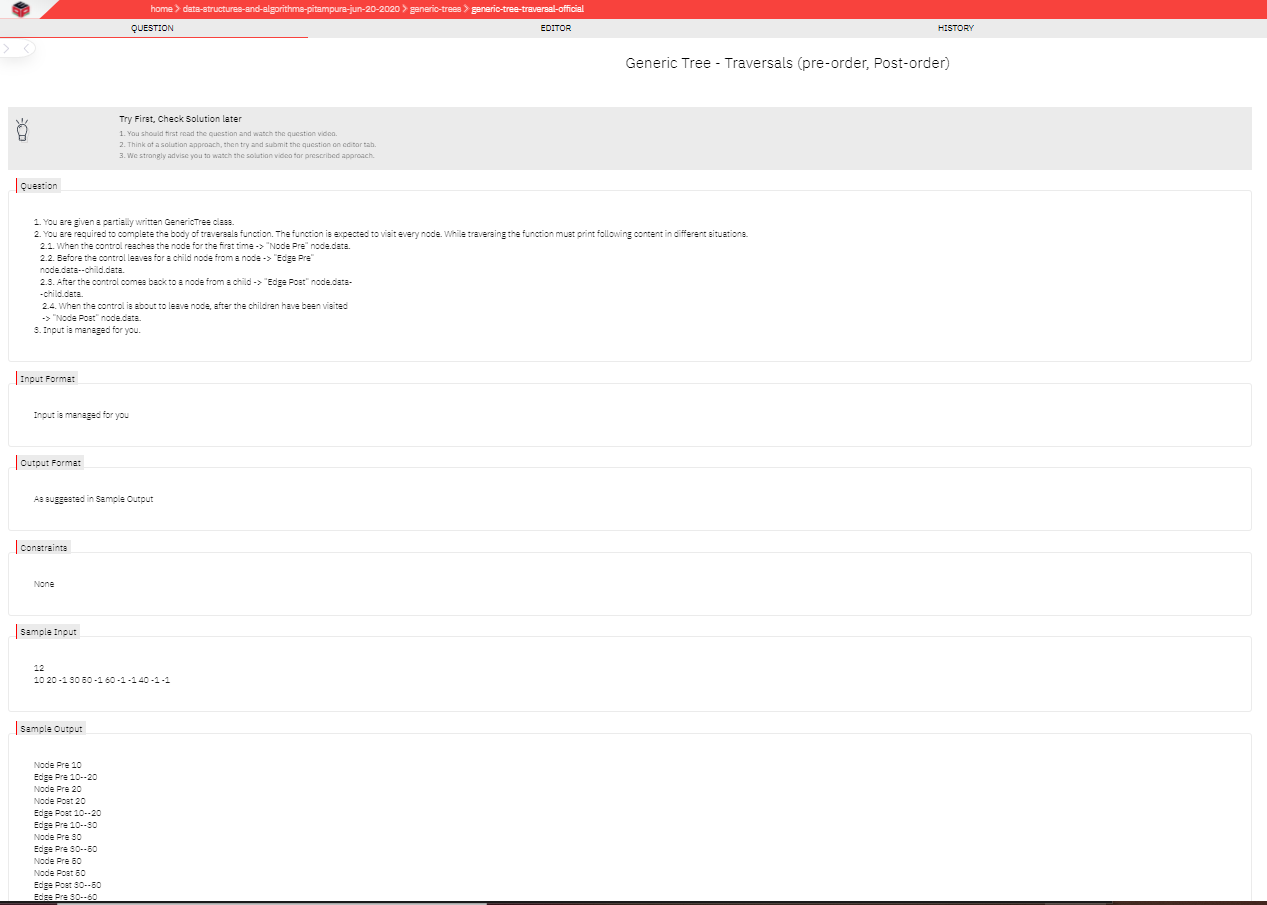 home > data-structures-and-algorithms-pitampura-jun-20-2020 > generic-trees > generic-tree-traversal-official
QUESTION
EDITOR
HISTORY
Generic Tree - Traversals (pre-order, Post-order)
Try First, Check Solution later
1. You should first read the question and watch the question video.
2. Think of a solution approach, then try and submit the question on editor tab.
3. We strongly advise you to watch the solution video for prescribed approach.
Question
1. You are given a partially written GenericTree class.
2. You are required to complete the body of traversals function. The function is expected to visit every node. While traversing the function must print following content in different situations.
2.1. When the control reaches the node for the first time -> "Node Pre" node.data.
2.2. Before the control leaves for a child node from a node -> "Edge Pre"
node.data--child.data.
2.3. After the control comes back to a node from a child -> "Edge Post" node.data-
-child.data.
2.4. When the control is about to leave node, after the children have been visited
-> "Node Post" node.data.
3. Input is managed for you.
Input Format
Input is managed for you
Output Format
As suggested in Sample Output
Constraints
None
Sample Input
12
10 20 -1 30 50 -1 60 -1 -1 40 -1 -1
Sample Output
Node Pre 10
Edge Pre 10--20
Node Pre 20
Node Post 20
Edge Post 10--20
Edge Pre 10--30
Node Pre 30
Edge Pre 30--50
Node Pre 50
Node Post 50
Edge Post 30--50
Edge Pre 30--60